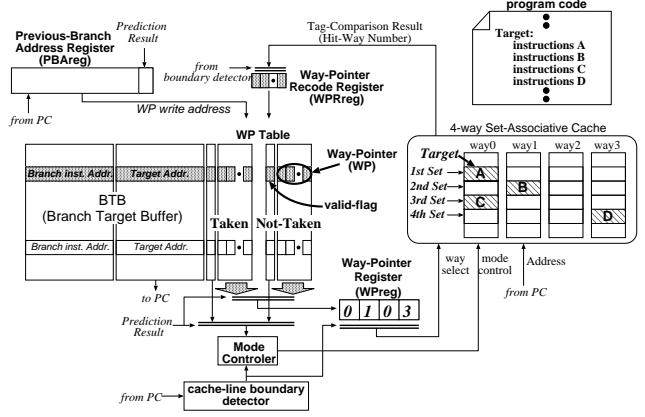 Previous-Branch
Address Register
(PBAreg)
Prediction
Result
from PC
WP write address
from
boundary detector
Tag-Comparison Result
(Hit-Way Number)
Way-Pointer
Recode Register
(WPRreg)
program code
Target:
instructions A
instructions B
instructions C
instructions D
WP Table
Branch inst. Addr.
Target Addr.
BTB
(Branch Target Buffer)
Taken
Not-Taken
Way-Pointer
(WP)
valid-flag
Branch inst. Addr.
Target Addr.
4-way Set-Associative Cache
way0
way1
way2
way3
Target
1st Set
A
2nd Set
B
3rd Set
C
4th Set
D
to PC
Way-Pointer
Register
(WPreg)
0 1 0 3
way
select
mode
control
Address
from PC
Prediction
Result
Mode
Controler
from PC
cache-line boundary
detector